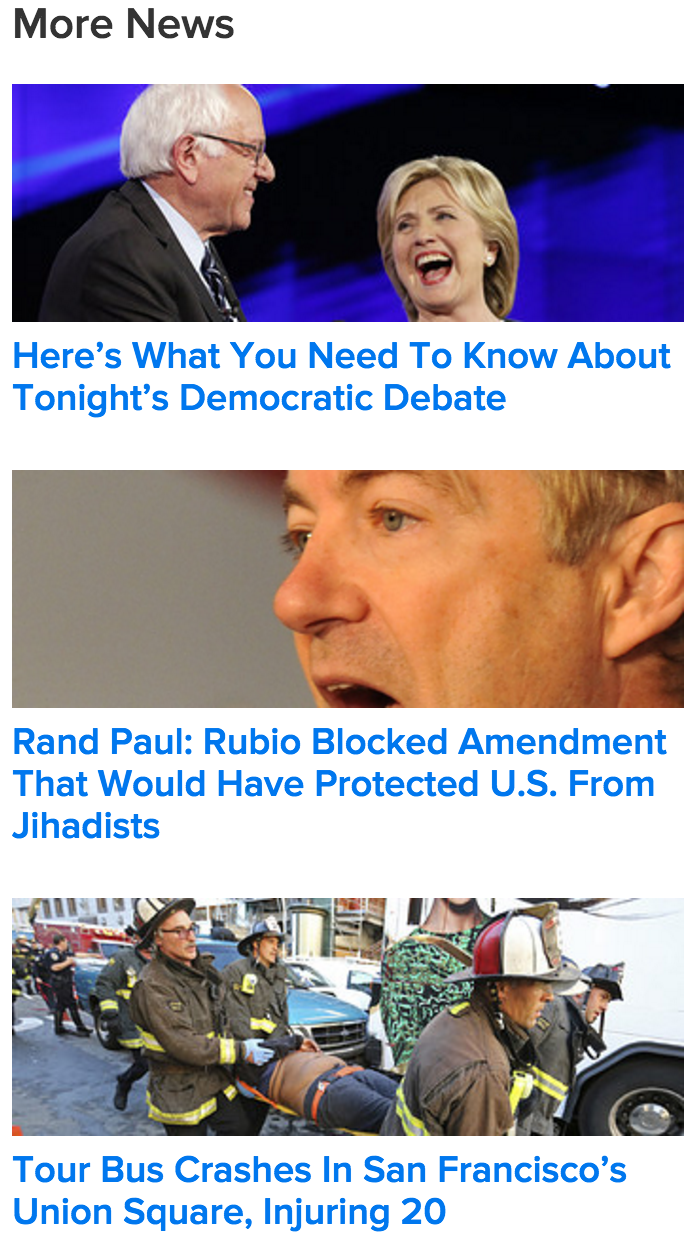 More News
Here’s What You Need To Know About
Tonight’s Democratic Debate
Rand Paul: Rubio Blocked Amendment
That Would Have Protected U.S. From
Jihadists
Tour Bus Crashes In San Francisco’s
Union Square, Injuring 20